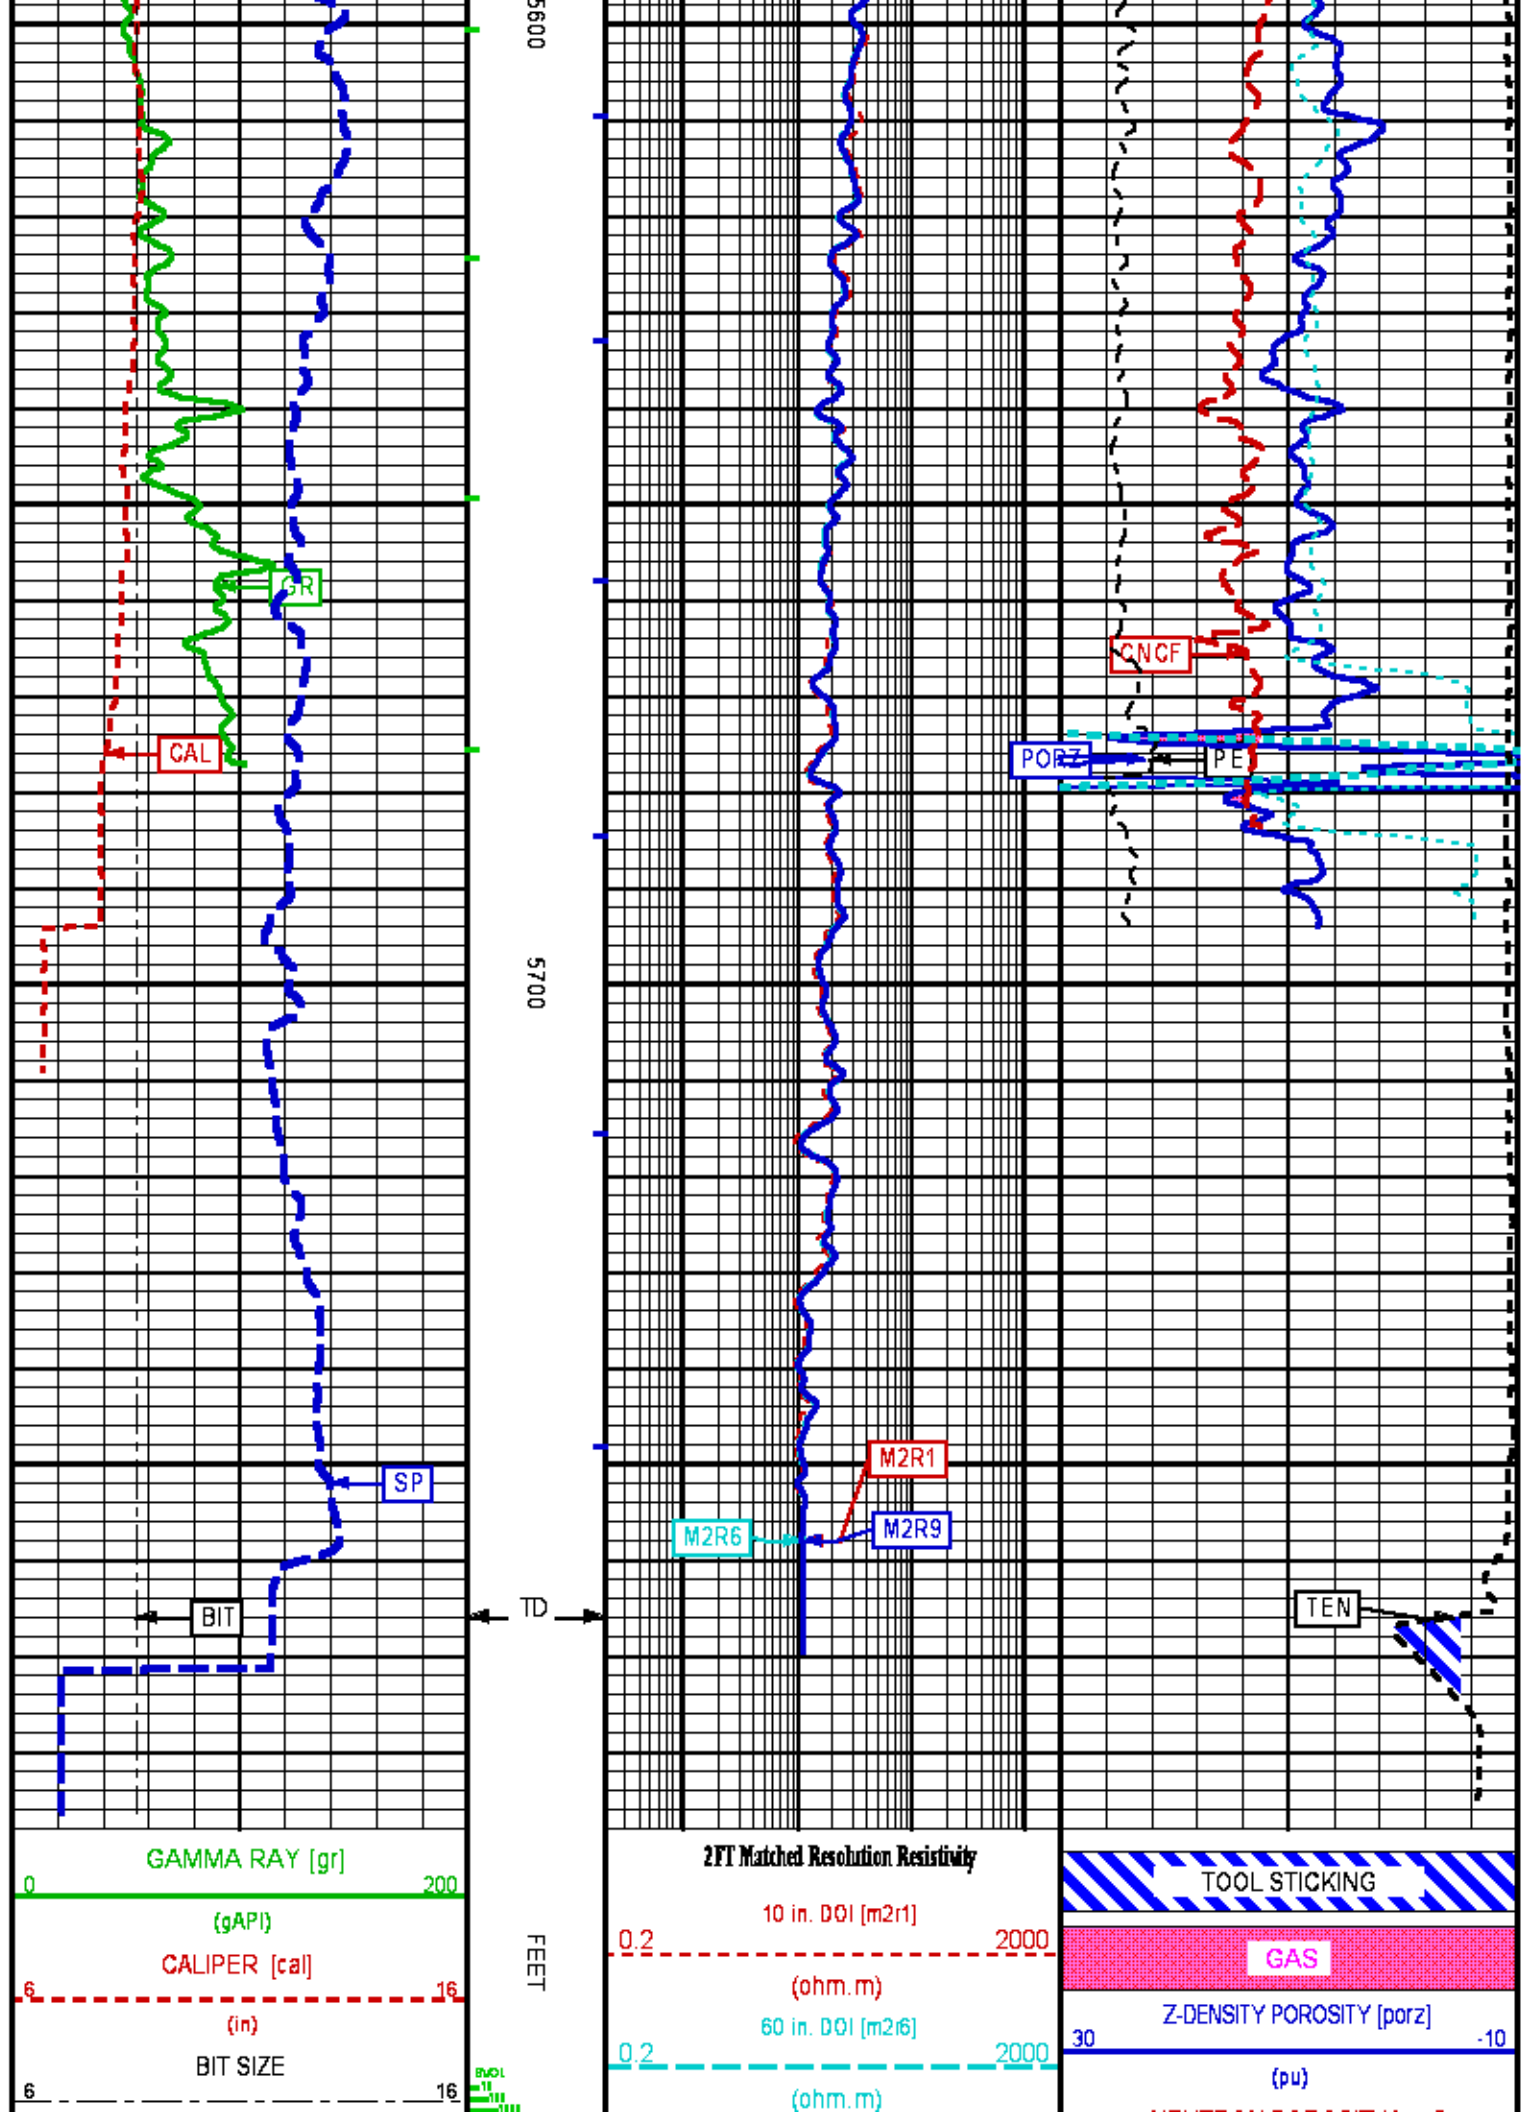 5600
GR
CNCF
CAL
PORZ
PE
5700
M2R1
SP
M2R6
M2R9
BIT
TD
TEN
GAMMA RAY [gr]
0 200
(gAPI)
CALIPER [cal]
6 16
(in)
BIT SIZE
6 16
FEET
BVOL
2FT Matched Resolution Resistivity
10 in. DOI [m2r1]
0.2 2000
(ohm.m)
60 in. DOI [m2r6]
0.2 2000
(ohm.m)
TOOL STICKING
GAS
Z-DENSITY POROSITY [porz]
30 -10
(pu)